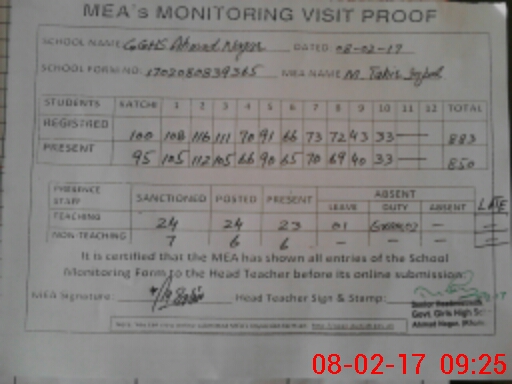 MEA's MONITORING VISIT PROOF
SCHOOL NAME GGHS Ahmad Nagar DATED 08-02-17
SCHOOL FORM NO. 1702080839365 MEA NAME M. Tahir
STUDENTS KATCHI 1 2 3 4 5 6 7 8 9 10 11 12 TOTAL
REGISTRED 100 108 116 111 70 91 66 73 72 43 33 — 883
PRESENT 95 105 112 105 66 90 65 70 69 40 33 — 850
PRESENCE STAFF SANCTIONED POSTED PRESENT ABSENT LATE
LEAVE DUTY ABSENT
TEACHING 24 24 23 01 — —
NON-TEACHING 7 6 6 — — — —
It is certified that the MEA has shown all entries of the School
Monitoring Form to the Head Teacher before its online submission.
MEA Signature: Head Teacher Sign & Stamp:
Senior Headmistress
Govt. Girls High Sc
Ahmad Nagar,
08-02-17 09:25